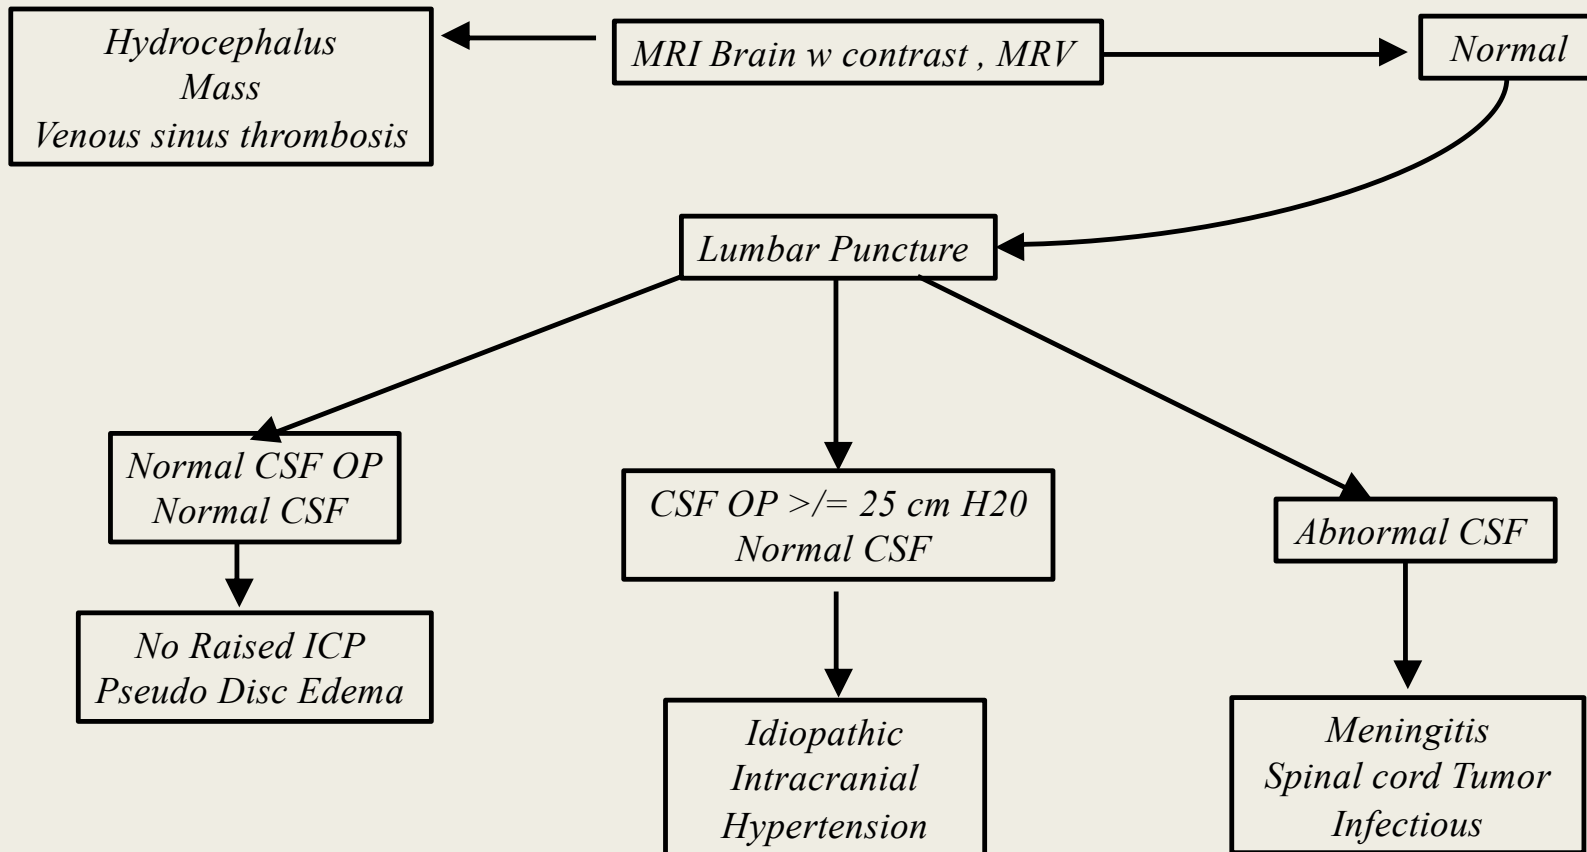 Hydrocephalus
Mass
Venous sinus thrombosis
MRI Brain w contrast , MRV
Normal
Lumbar Puncture
Normal CSF OP
Normal CSF
CSF OP >/= 25 cm H20
Normal CSF
Abnormal CSF
No Raised ICP
Pseudo Disc Edema
Idiopathic
Intracranial
Hypertension
Meningitis
Spinal cord Tumor
Infectious